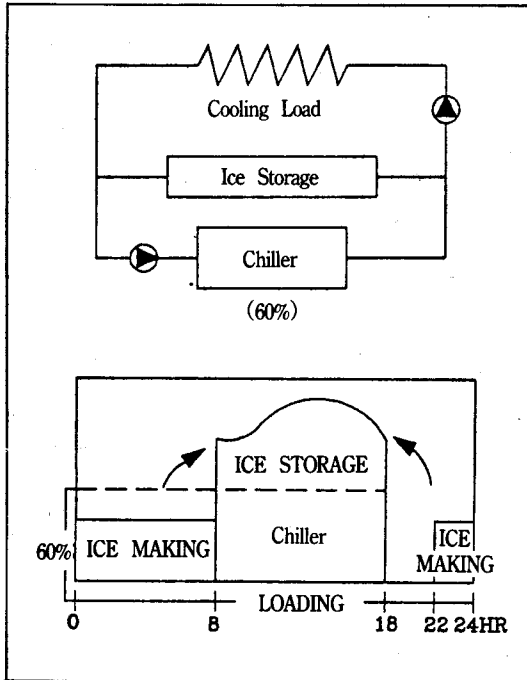 Cooling Load
Ice Storage
Chiller
(60%)
ICE STORAGE
60%
ICE MAKING
Chiller
ICE
MAKING
LOADING
0 8 18 22 24HR